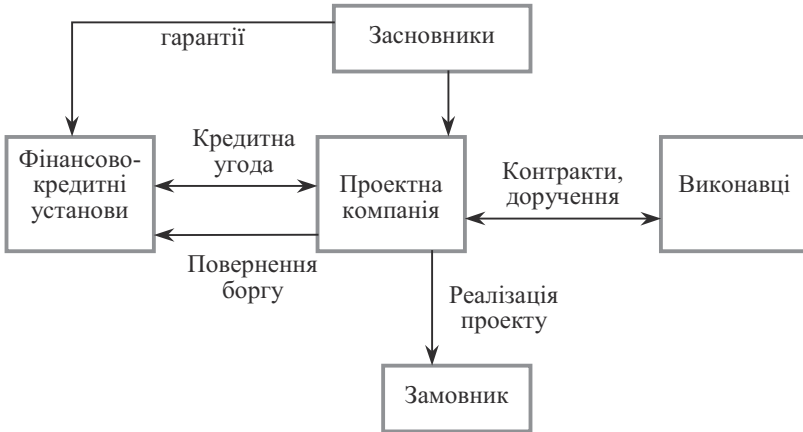 гарантії
Засновники
Фінансово-
кредитні
установи
Кредитна
угода
Проектна
компанія
Контракти,
доручення
Виконавці
Повернення
боргу
Реалізація
проекту
Замовник